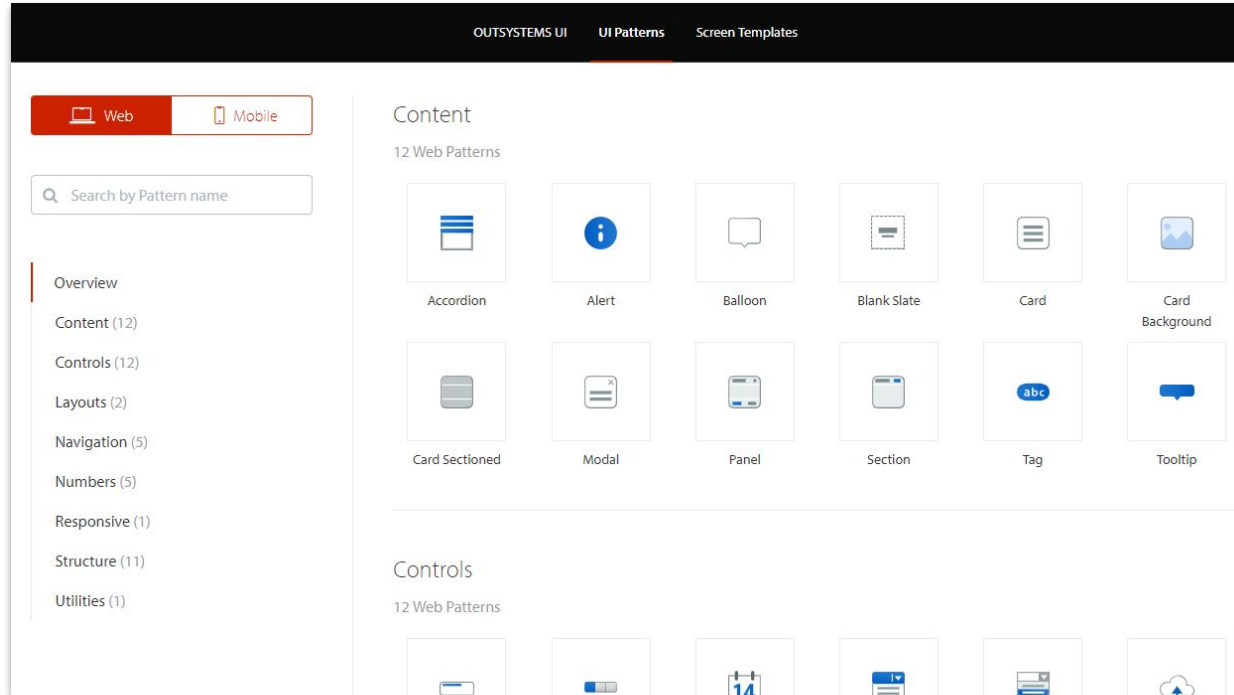 OUTSYSTEMS UI UI Patterns Screen Templates
Web Mobile
Search by Pattern name
Overview
Content (12)
Controls (12)
Layouts (2)
Navigation (5)
Numbers (5)
Responsive (1)
Structure (11)
Utilities (1)
Content
12 Web Patterns
Accordion Alert Balloon Blank Slate Card Card
Background
abc
Card Sectioned Modal Panel Section Tag Tooltip
Controls
12 Web Patterns
14